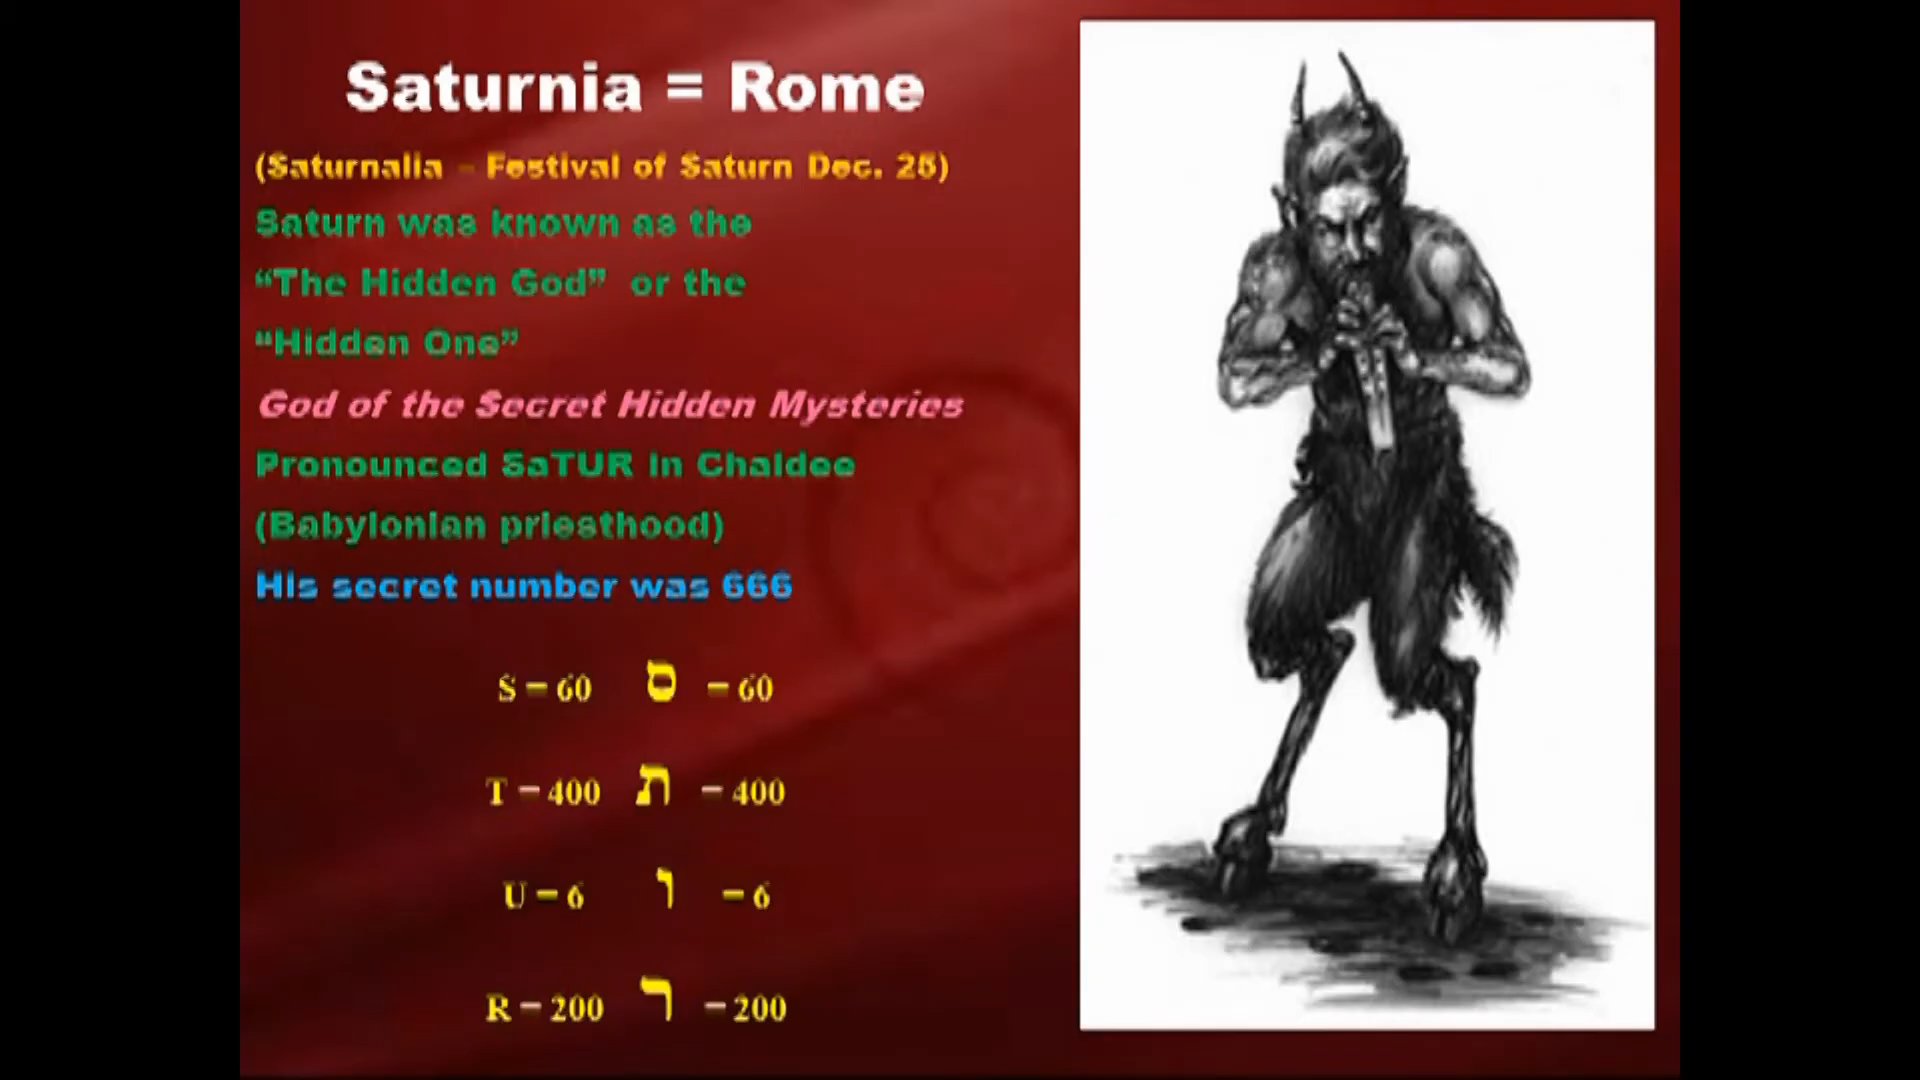 Saturnia = Rome
(Saturnalia – Festival of Saturn Dec. 25)
Saturn was known as the
“The Hidden God” or the
“Hidden One”
God of the Secret Hidden Mysteries
Pronounced SaTUR in Chaldee
(Babylonian priesthood)
His secret number was 666
S – 60 ס – 60
T – 400 ת – 400
U – 6 ו – 6
R – 200 ר – 200